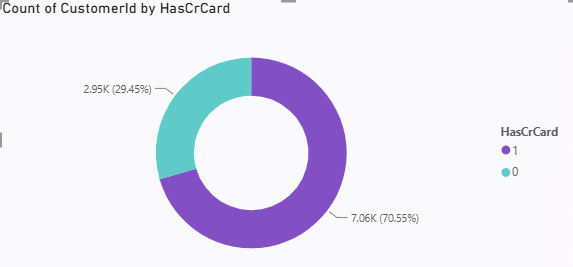 Count of CustomerId by HasCrCard
2.95K (29.45%)
HasCrCard
1
0
7.06K (70.55%)